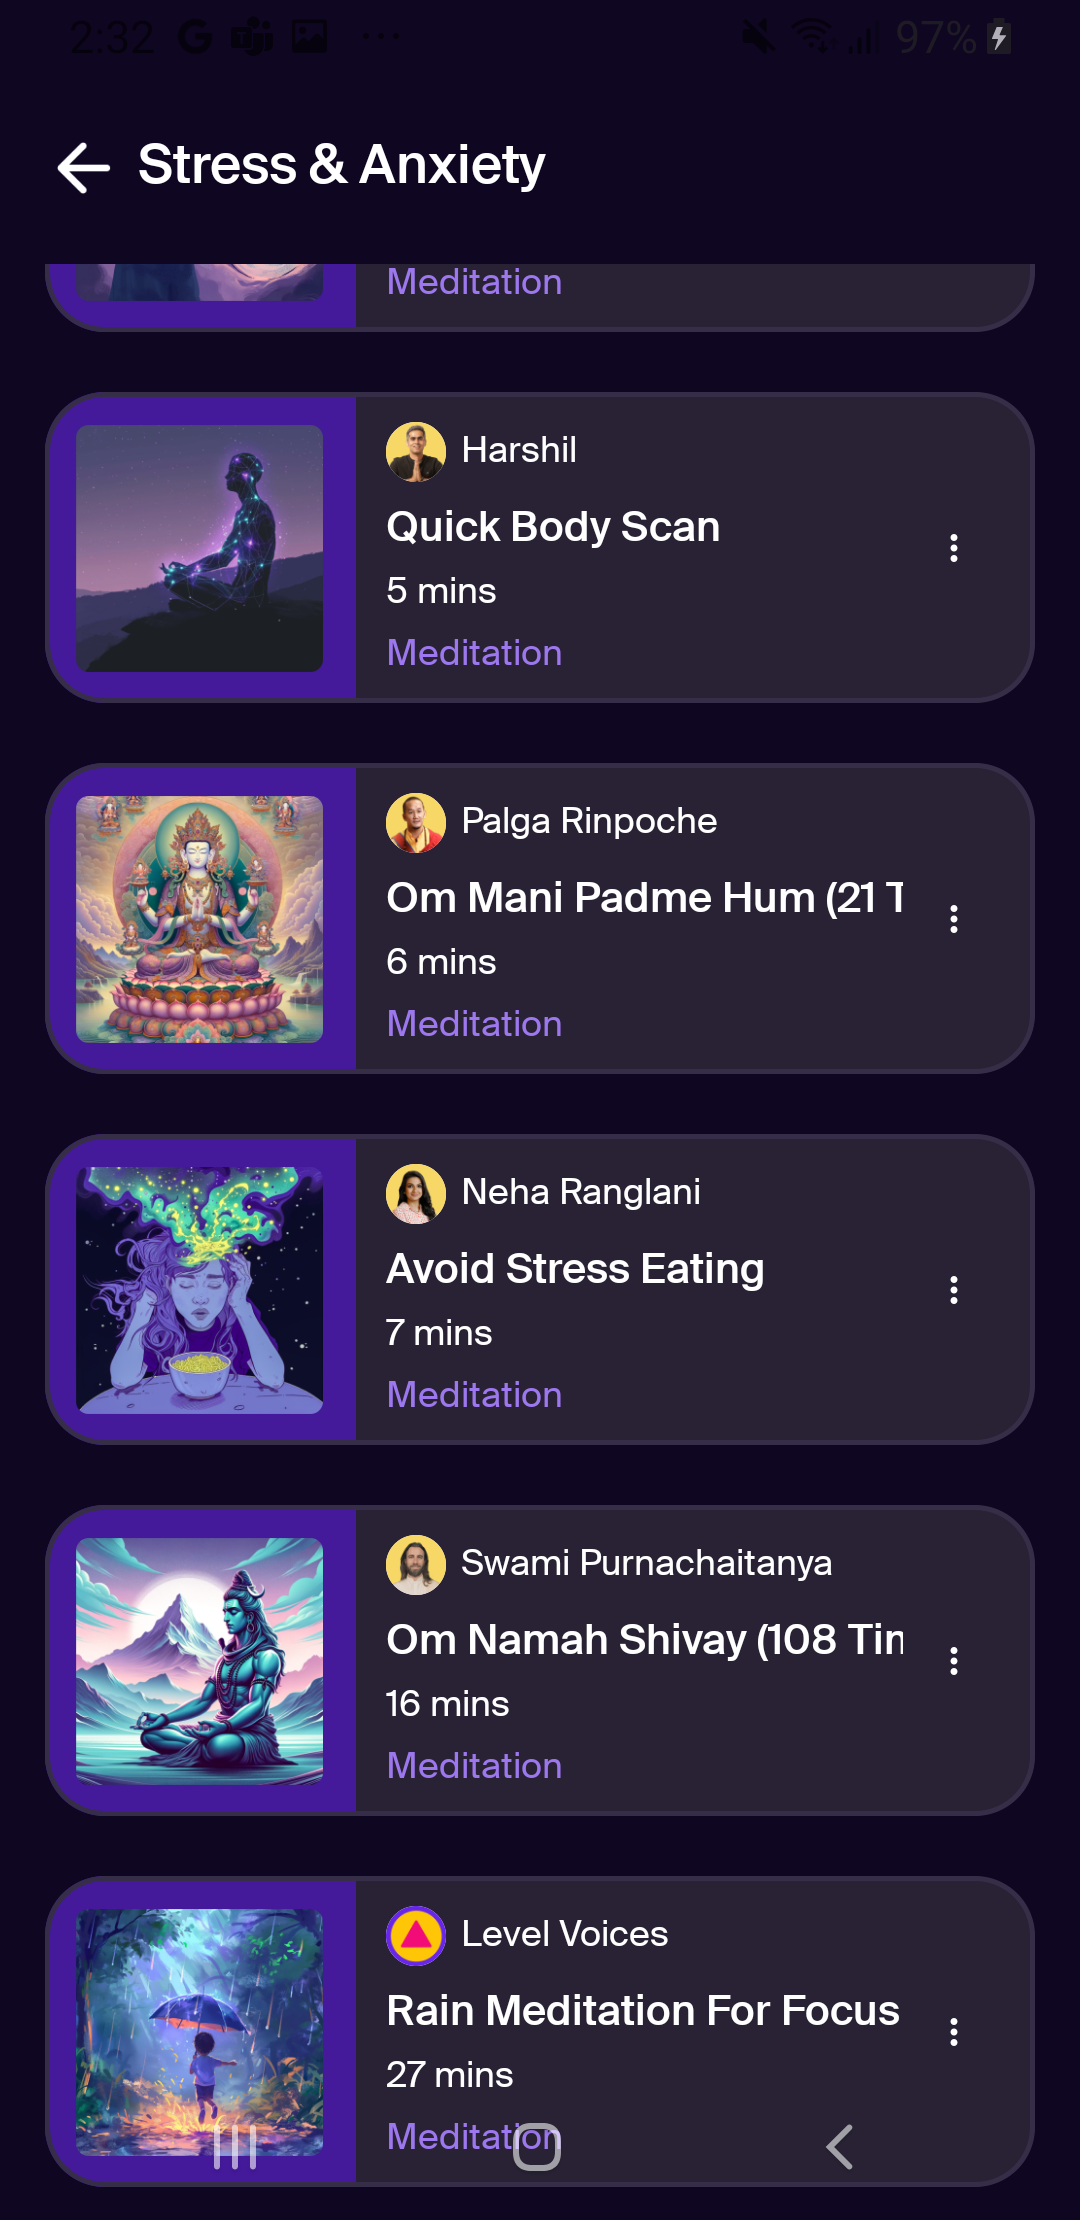 2:32
97%
Stress & Anxiety
Meditation
Harshil
Quick Body Scan
5 mins
Meditation
Palga Rinpoche
Om Mani Padme Hum (21 T
6 mins
Meditation
Neha Ranglani
Avoid Stress Eating
7 mins
Meditation
Swami Purnachaitanya
Om Namah Shivay (108 Tin
16 mins
Meditation
Level Voices
Rain Meditation For Focus
27 mins
Meditation